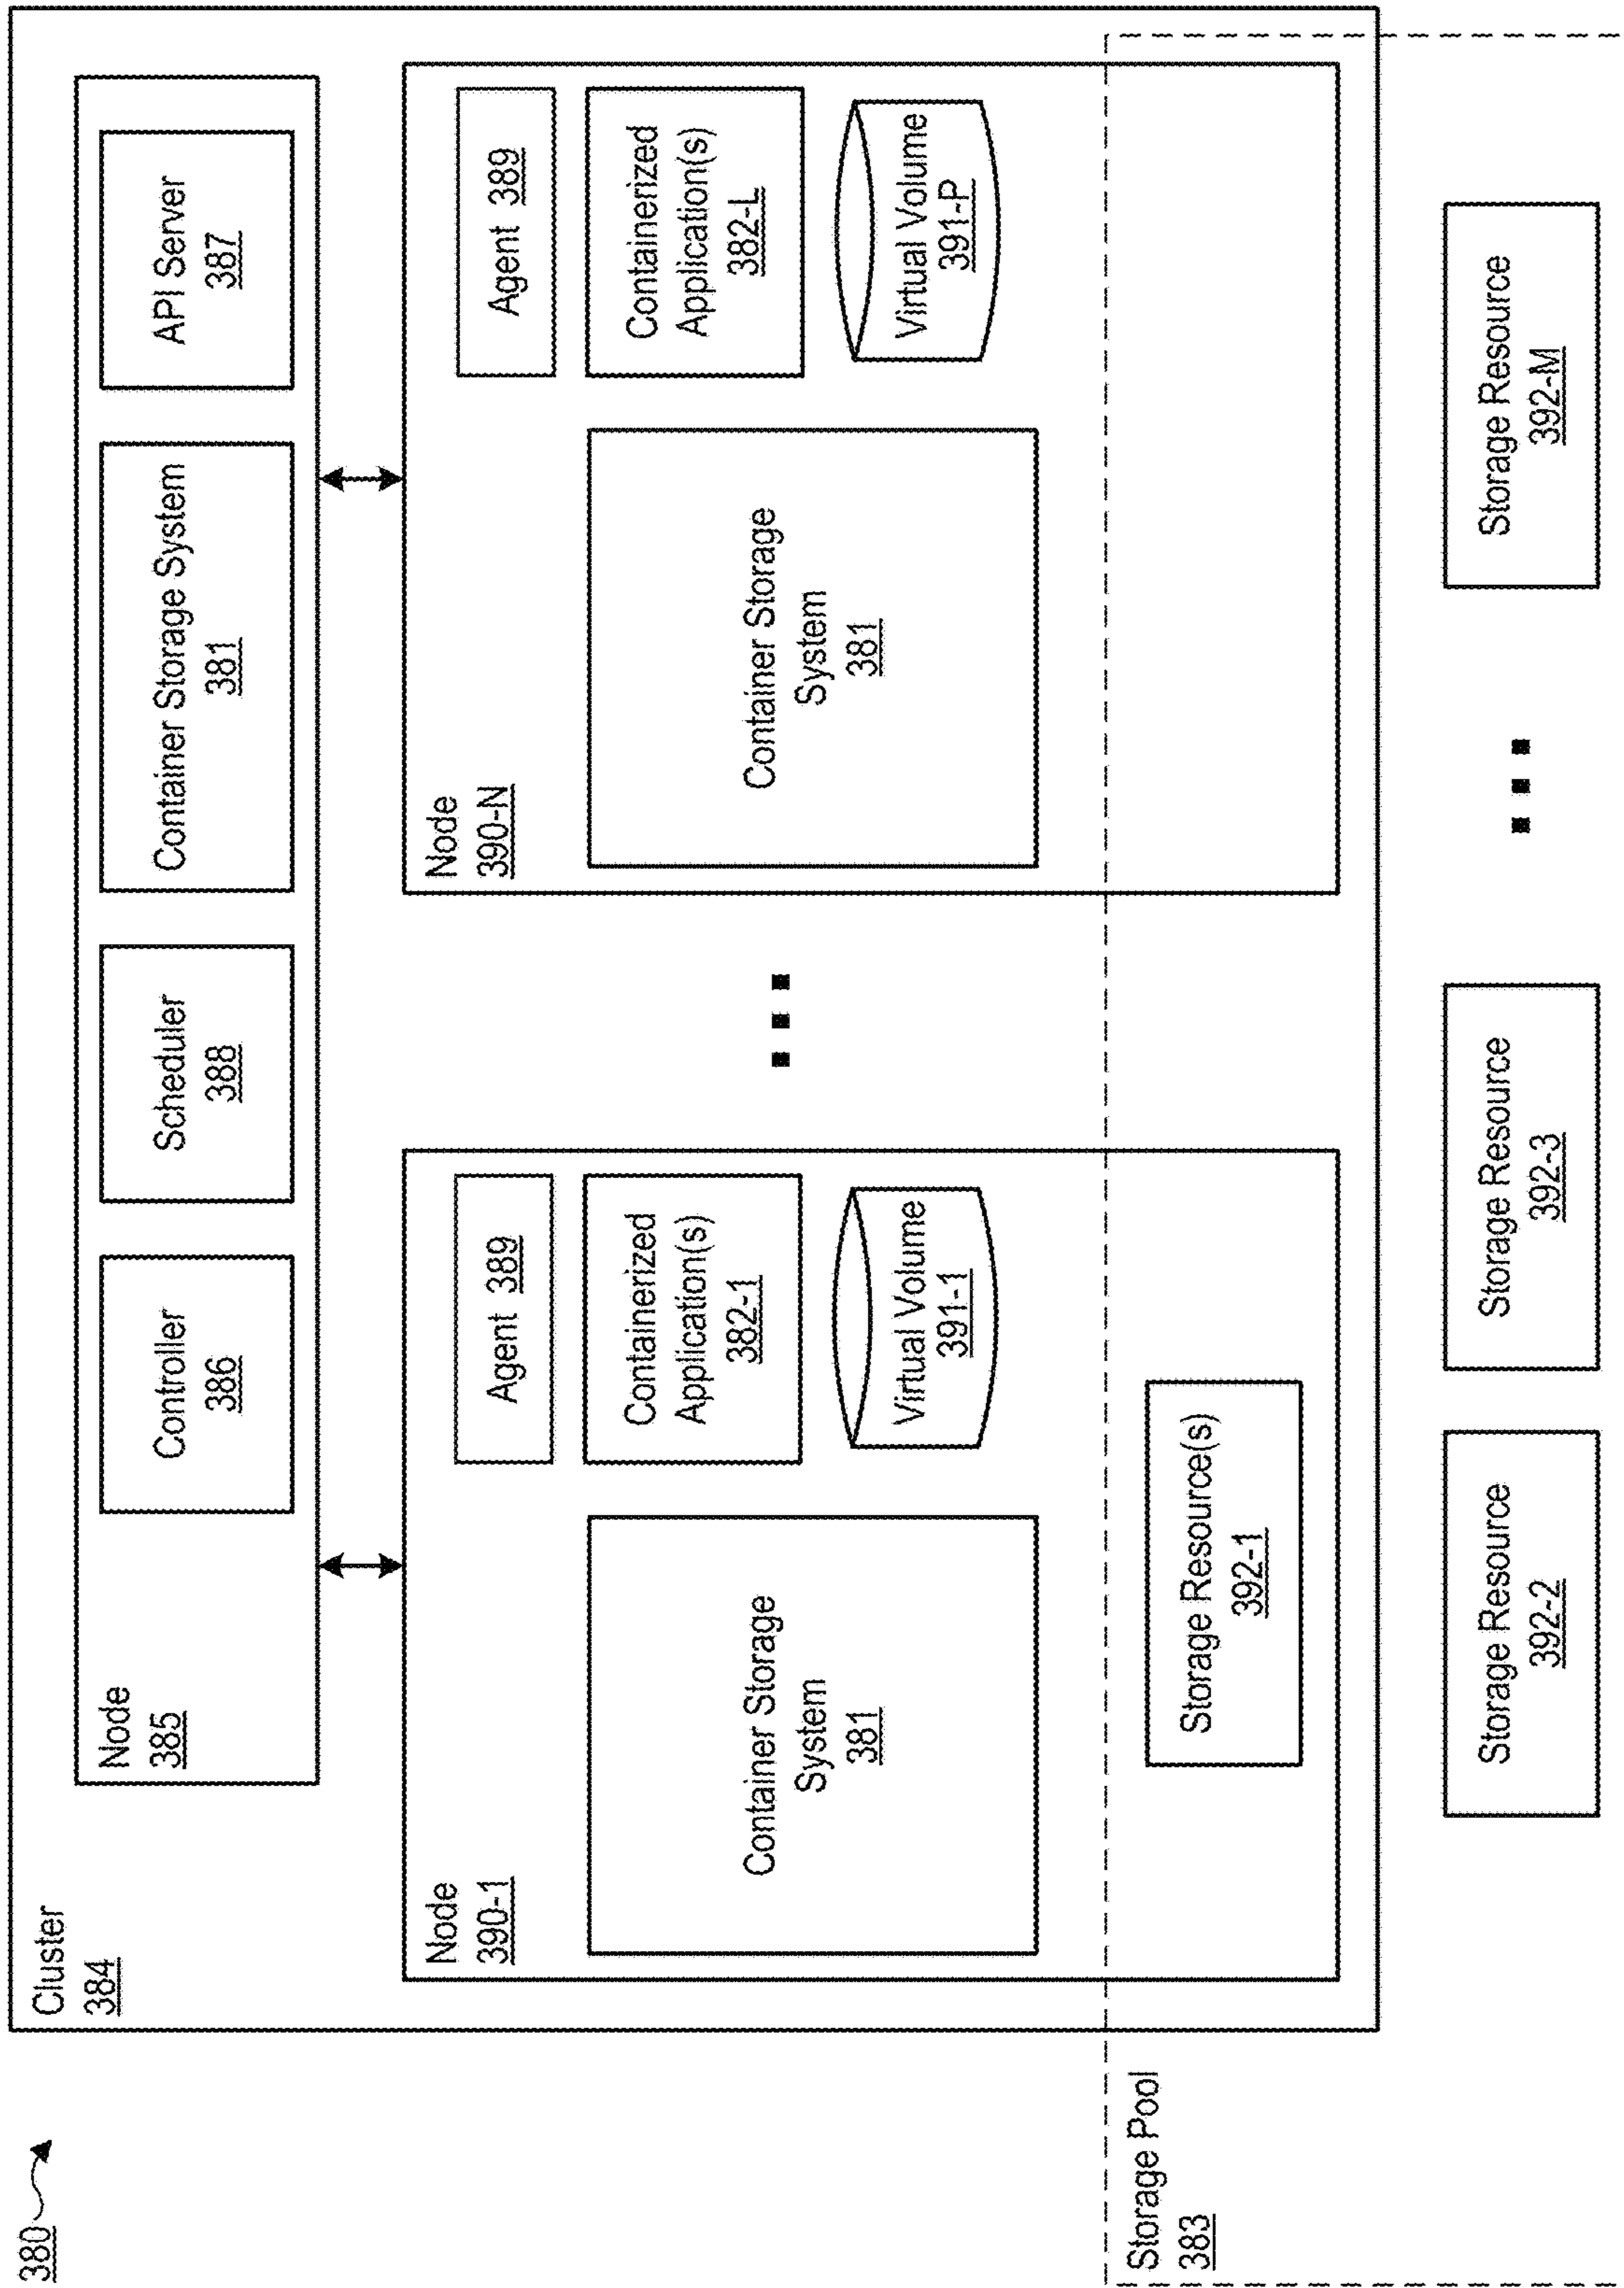 380
Cluster
384
Node
385
Controller
386
Scheduler
388
Container Storage System
381
API Server
387
Node
390-1
Agent 389
Containerized
Application(s)
382-1
Container Storage
System
381
Virtual Volume
391-1
Storage Resource(s)
392-1
Node
390-N
Agent 389
Containerized
Application(s)
382-L
Container Storage
System
381
Virtual Volume
391-P
Storage Pool
383
Storage Resource
392-2
Storage Resource
392-3
Storage Resource
392-M